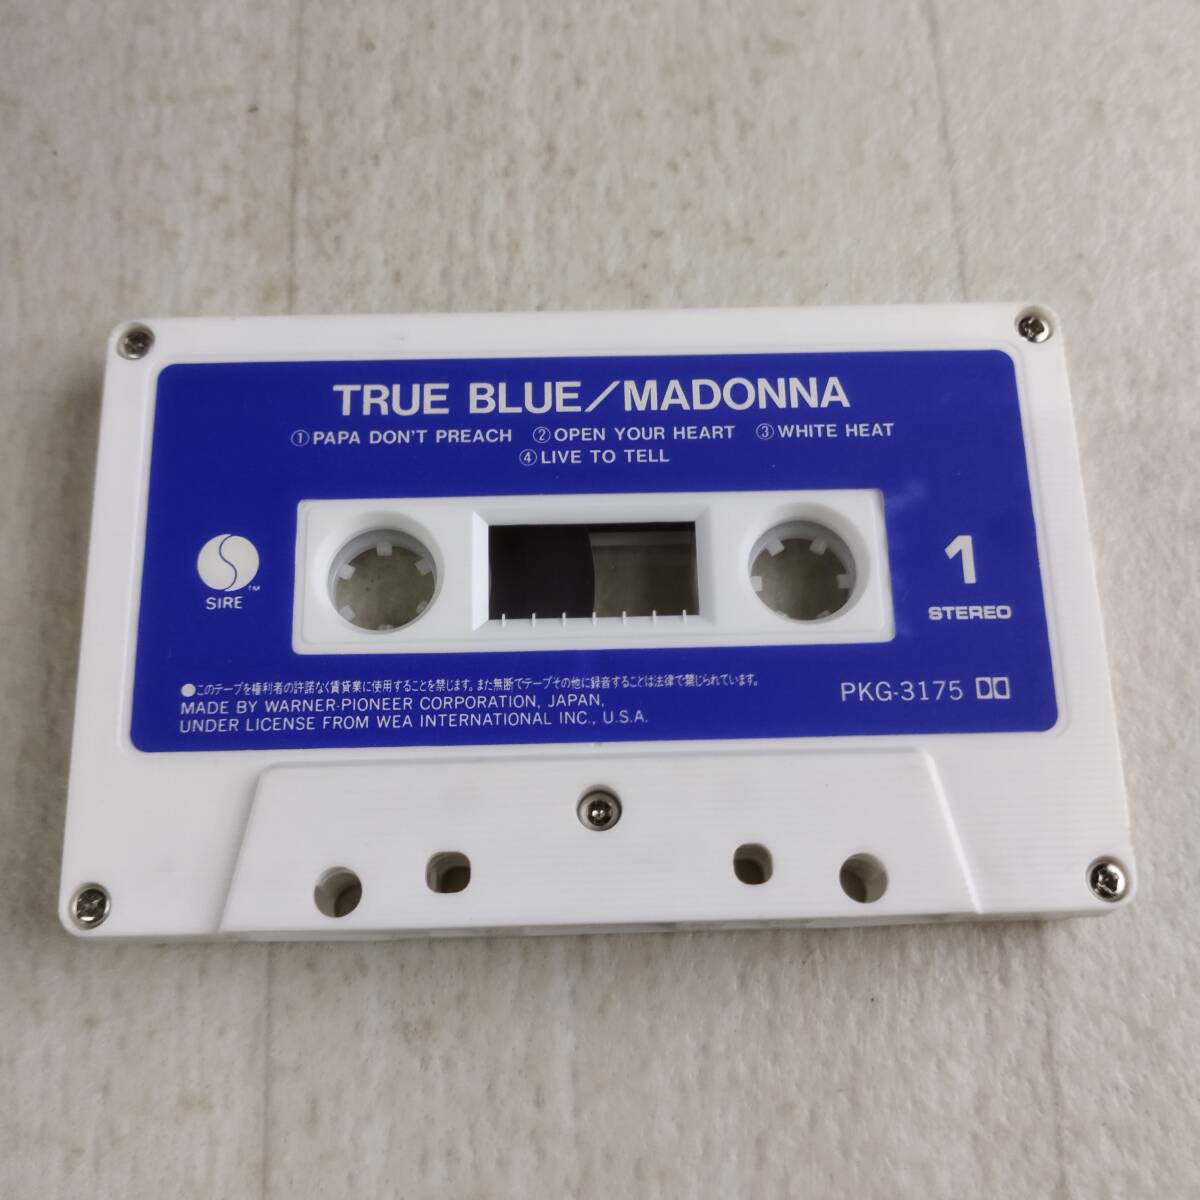 TRUE BLUE/MADONNA
①PAPA DON'T PREACH ②OPEN YOUR HEART ③WHITE HEAT
④LIVE TO TELL
SIRE TM
1
STEREO
●このテープを権利者の許諾なく賃貸業に使用することを禁じます。また無断でテープその他に録音することは法律で禁じられています。
MADE BY WARNER-PIONEER CORPORATION, JAPAN,
UNDER LICENSE FROM WEA INTERNATIONAL INC., U.S.A.
PKG-3175